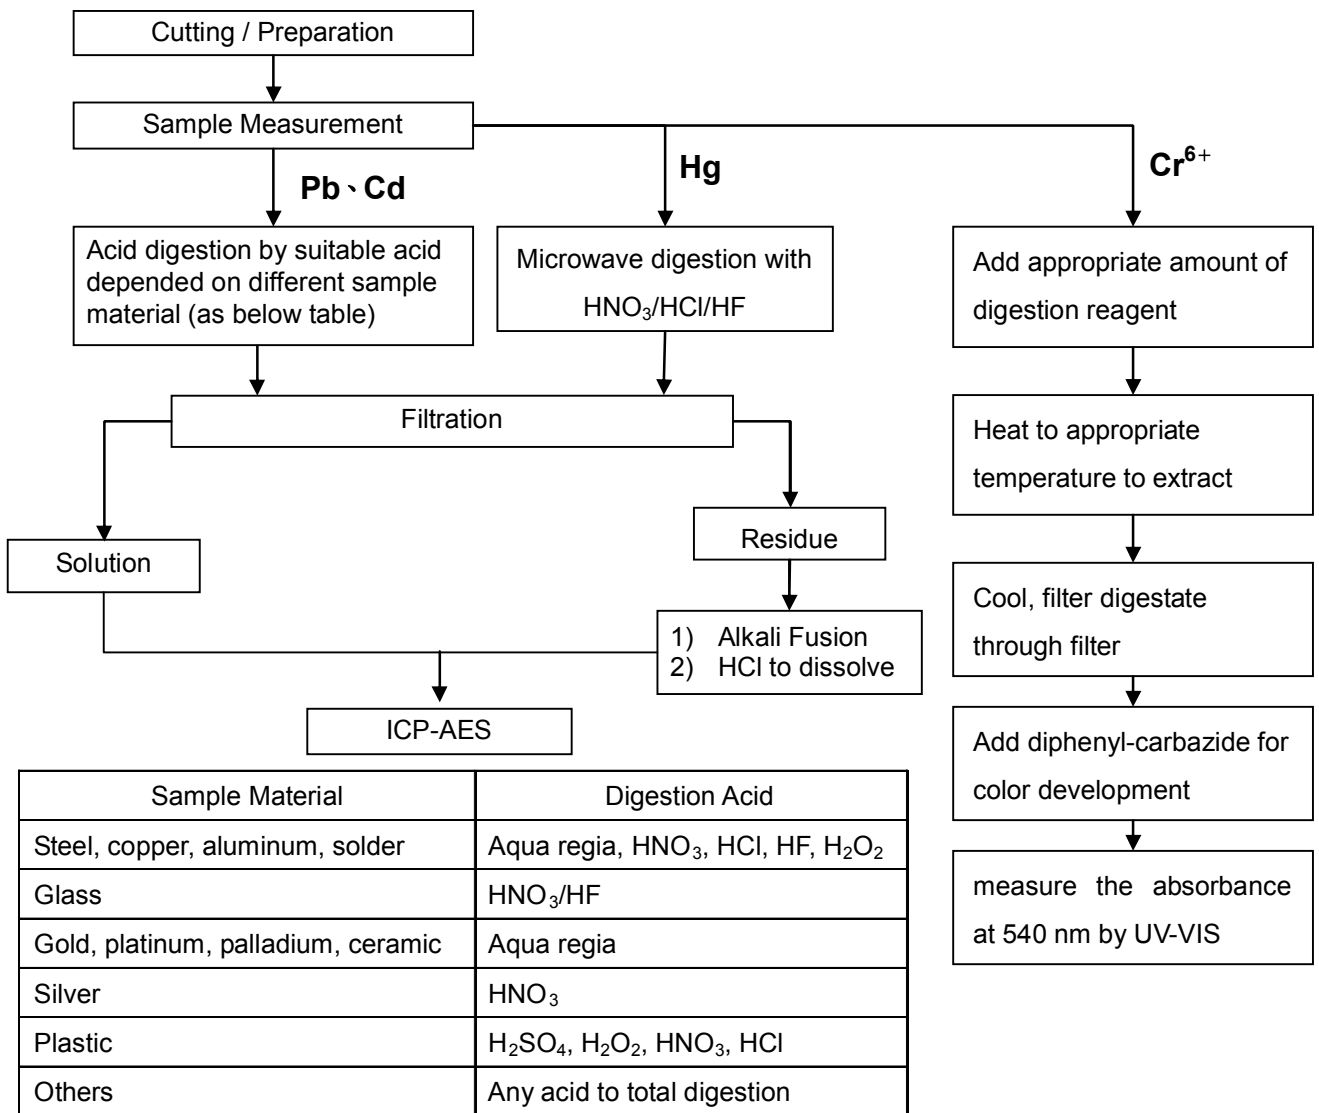 Cutting / Preparation
Sample Measurement
Pb、Cd
Hg
Cr⁶⁺
Acid digestion by suitable acid
depended on different sample
material (as below table)
Microwave digestion with
HNO₃/HCl/HF
Add appropriate amount of
digestion reagent
Filtration
Heat to appropriate
temperature to extract
Solution
Residue
1) Alkali Fusion
2) HCl to dissolve
Cool, filter digestate
through filter
ICP-AES
Add diphenyl-carbazide for
color development
measure the absorbance
at 540 nm by UV-VIS
Sample Material Digestion Acid
Steel, copper, aluminum, solder Aqua regia, HNO₃, HCl, HF, H₂O₂
Glass HNO₃/HF
Gold, platinum, palladium, ceramic Aqua regia
Silver HNO₃
Plastic H₂SO₄, H₂O₂, HNO₃, HCl
Others Any acid to total digestion